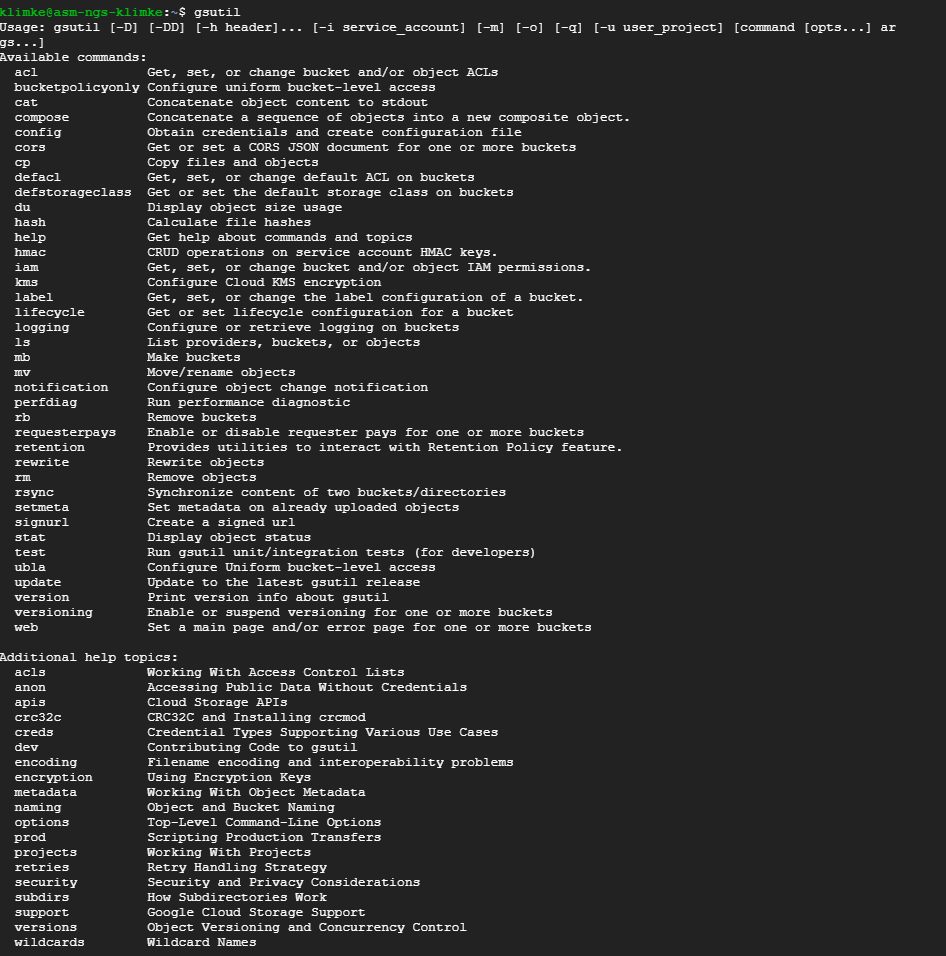 klimke@asm-ngs-klimke:~$ gsutil
Usage: gsutil [-D] [-DD] [-h header]... [-i service_account] [-m] [-o] [-q] [-u user_project] [command [opts...] ar
gs...]
Available commands:
acl Get, set, or change bucket and/or object ACLs
bucketpolicyonly Configure uniform bucket-level access
cat Concatenate object content to stdout
compose Concatenate a sequence of objects into a new composite object.
config Obtain credentials and create configuration file
cors Get or set a CORS JSON document for one or more buckets
cp Copy files and objects
defacl Get, set, or change default ACL on buckets
defstorageclass Get or set the default storage class on buckets
du Display object size usage
hash Calculate file hashes
help Get help about commands and topics
hmac CRUD operations on service account HMAC keys.
iam Get, set, or change bucket and/or object IAM permissions.
kms Configure Cloud KMS encryption
label Get, set, or change the label configuration of a bucket.
lifecycle Get or set lifecycle configuration for a bucket
logging Configure or retrieve logging on buckets
ls List providers, buckets, or objects
mb Make buckets
mv Move/rename objects
notification Configure object change notification
perfdiag Run performance diagnostic
rb Remove buckets
requesterpays Enable or disable requester pays for one or more buckets
retention Provides utilities to interact with Retention Policy feature.
rewrite Rewrite objects
rm Remove objects
rsync Synchronize content of two buckets/directories
setmeta Set metadata on already uploaded objects
signurl Create a signed url
stat Display object status
test Run gsutil unit/integration tests (for developers)
ubla Configure Uniform bucket-level access
update Update to the latest gsutil release
version Print version info about gsutil
versioning Enable or suspend versioning for one or more buckets
web Set a main page and/or error page for one or more buckets
Additional help topics:
acls Working With Access Control Lists
anon Accessing Public Data Without Credentials
apis Cloud Storage APIs
crc32c CRC32C and Installing crcmod
creds Credential Types Supporting Various Use Cases
dev Contributing Code to gsutil
encoding Filename encoding and interoperability problems
encryption Using Encryption Keys
metadata Working With Object Metadata
naming Object and Bucket Naming
options Top-Level Command-Line Options
prod Scripting Production Transfers
projects Working With Projects
retries Retry Handling Strategy
security Security and Privacy Considerations
subdirs How Subdirectories Work
support Google Cloud Storage Support
versions Object Versioning and Concurrency Control
wildcards Wildcard Names